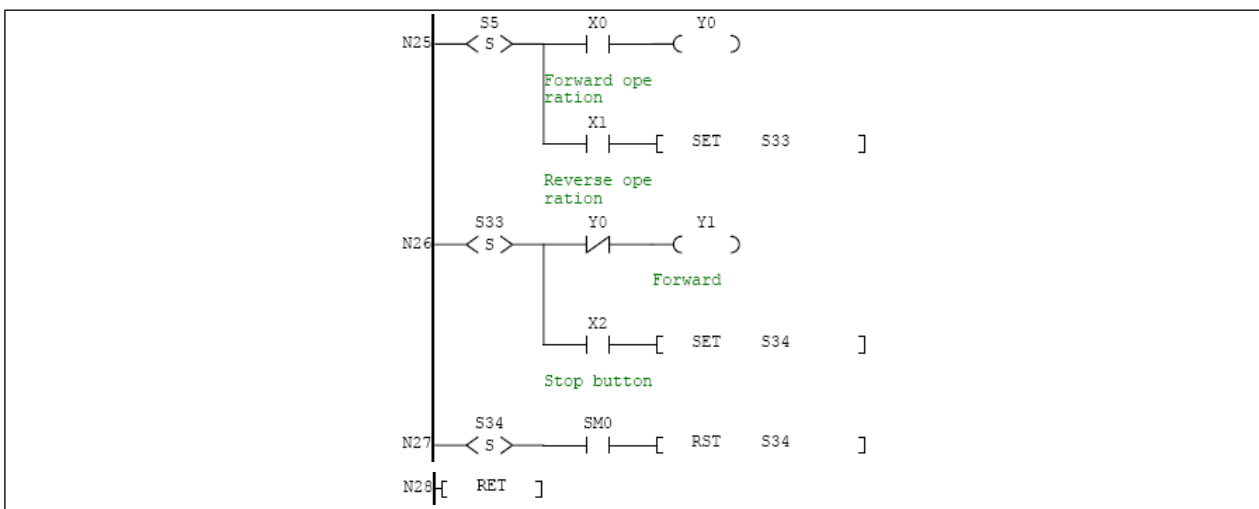 S5 X0 Y0
N25 S
Forward ope
ration
X1
SET S33
Reverse ope
ration
S33 Y0 Y1
N26 S
Forward
X2
SET S34
Stop button
S34 SM0
N27 S RST S34
N28 RET